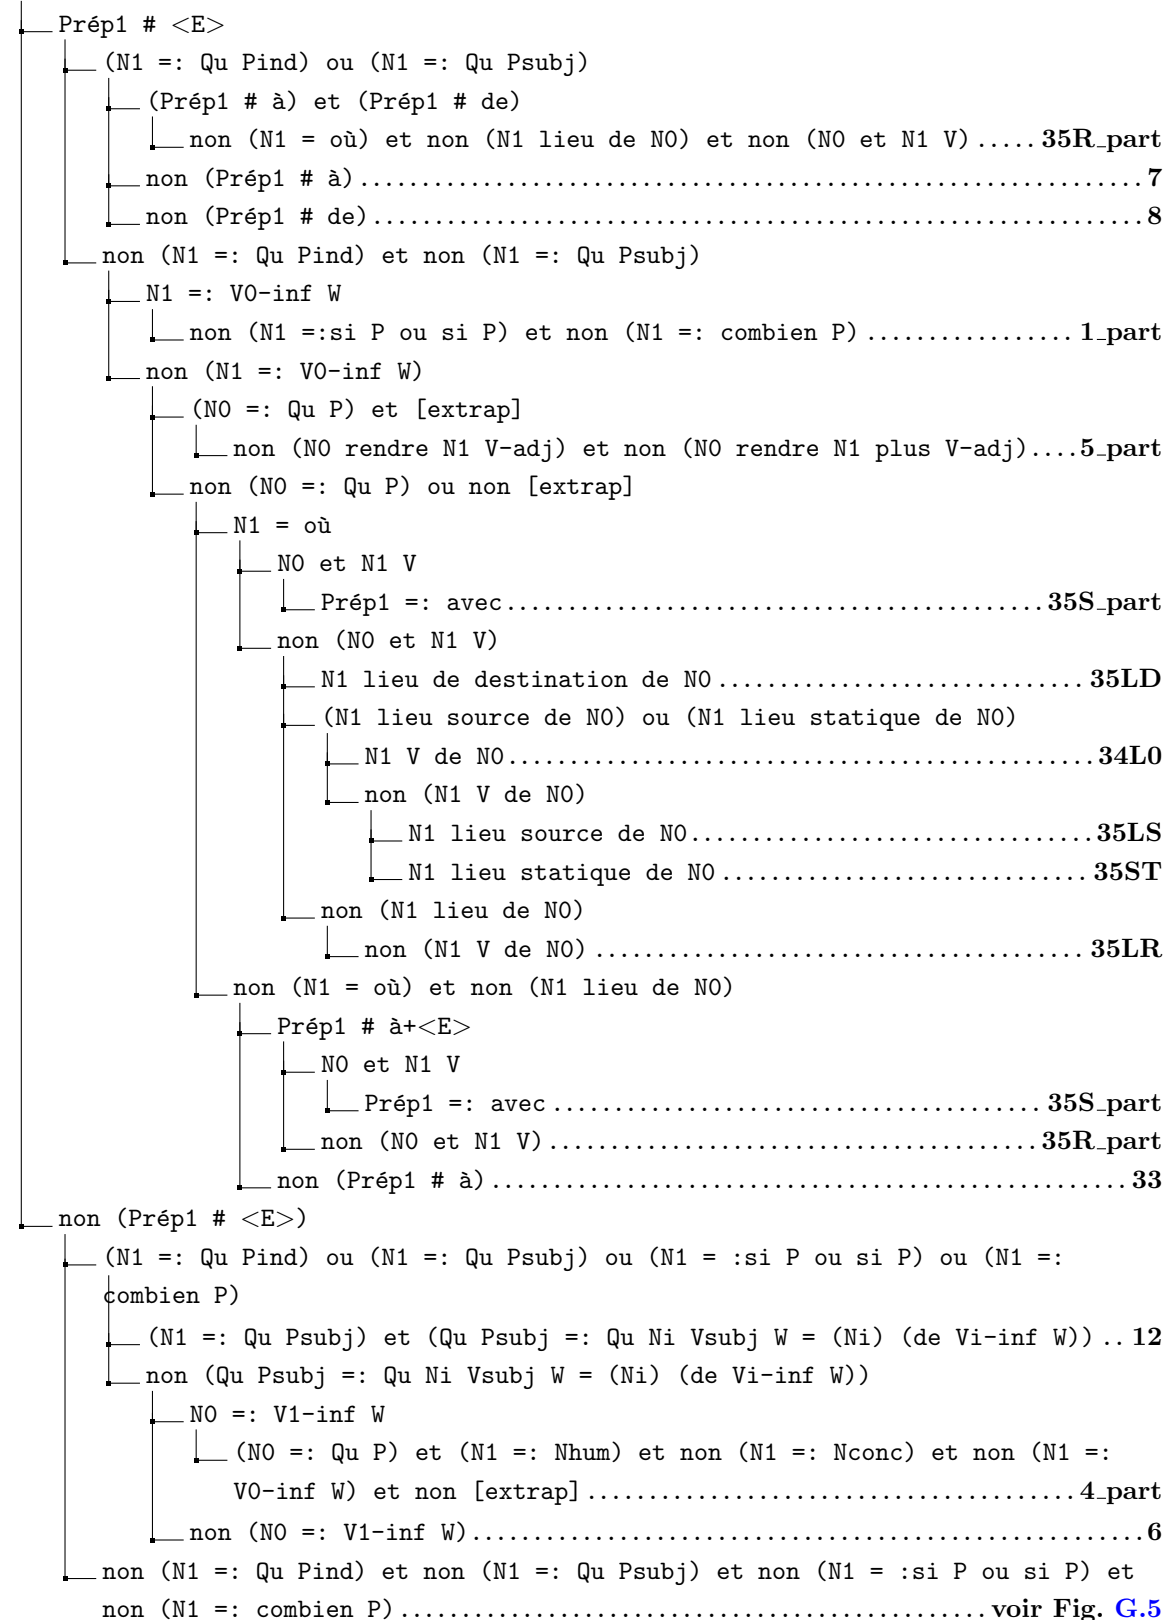 Prép1 # <E>
(N1 =: Qu Pind) ou (N1 =: Qu Psubj)
(Prép1 # à) et (Prép1 # de)
non (N1 = où) et non (N1 lieu de N0) et non (N0 et N1 V) ..... 35R_part
non (Prép1 # à) ..... 7
non (Prép1 # de) ..... 8
non (N1 =: Qu Pind) et non (N1 =: Qu Psubj)
N1 =: V0-inf W
non (N1 =:si P ou si P) et non (N1 =: combien P) ..... 1_part
non (N1 =: V0-inf W)
(N0 =: Qu P) et [extrap]
non (N0 rendre N1 V-adj) et non (N0 rendre N1 plus V-adj) .... 5_part
non (N0 =: Qu P) ou non [extrap]
N1 = où
N0 et N1 V
Prép1 =: avec ..... 35S_part
non (N0 et N1 V)
N1 lieu de destination de N0 ..... 35LD
(N1 lieu source de N0) ou (N1 lieu statique de N0)
N1 V de N0 ..... 34L0
non (N1 V de N0)
N1 lieu source de N0 ..... 35LS
N1 lieu statique de N0 ..... 35ST
non (N1 lieu de N0)
non (N1 V de N0) ..... 35LR
non (N1 = où) et non (N1 lieu de N0)
Prép1 # à+<E>
N0 et N1 V
Prép1 =: avec ..... 35S_part
non (N0 et N1 V) ..... 35R_part
non (Prép1 # à) ..... 33
non (Prép1 # <E>)
(N1 =: Qu Pind) ou (N1 =: Qu Psubj) ou (N1 = :si P ou si P) ou (N1 =:
combien P)
(N1 =: Qu Psubj) et (Qu Psubj =: Qu Ni Vsubj W = (Ni) (de Vi-inf W)) .. 12
non (Qu Psubj =: Qu Ni Vsubj W = (Ni) (de Vi-inf W))
N0 =: V1-inf W
(N0 =: Qu P) et (N1 =: Nhum) et non (N1 =: Nconc) et non (N1 =:
V0-inf W) et non [extrap] ..... 4_part
non (N0 =: V1-inf W) ..... 6
non (N1 =: Qu Pind) et non (N1 =: Qu Psubj) et non (N1 = :si P ou si P) et
non (N1 =: combien P) ..... voir Fig. G.5